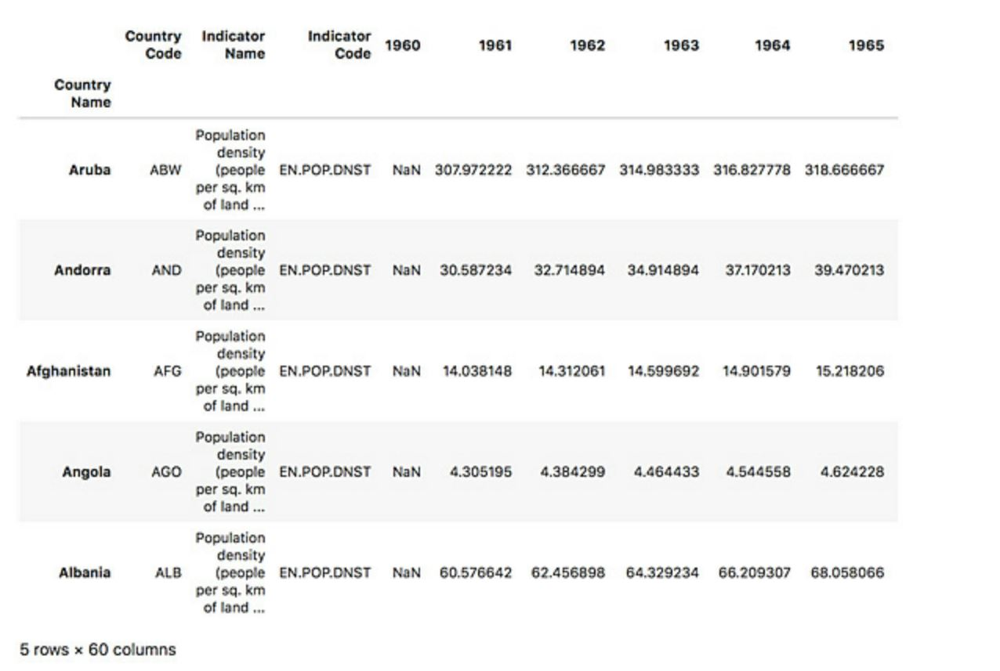 Country Code Indicator Name Indicator Code 1960 1961 1962 1963 1964 1965
Country Name
Aruba ABW Population density (people per sq. km of land ... EN.POP.DNST NaN 307.972222 312.366667 314.983333 316.827778 318.666667
Andorra AND Population density (people per sq. km of land ... EN.POP.DNST NaN 30.587234 32.714894 34.914894 37.170213 39.470213
Afghanistan AFG Population density (people per sq. km of land ... EN.POP.DNST NaN 14.038148 14.312061 14.599692 14.901579 15.218206
Angola AGO Population density (people per sq. km of land ... EN.POP.DNST NaN 4.305195 4.384299 4.464433 4.544558 4.624228
Albania ALB Population density (people per sq. km of land ... EN.POP.DNST NaN 60.576642 62.456898 64.329234 66.209307 68.058066
5 rows × 60 columns